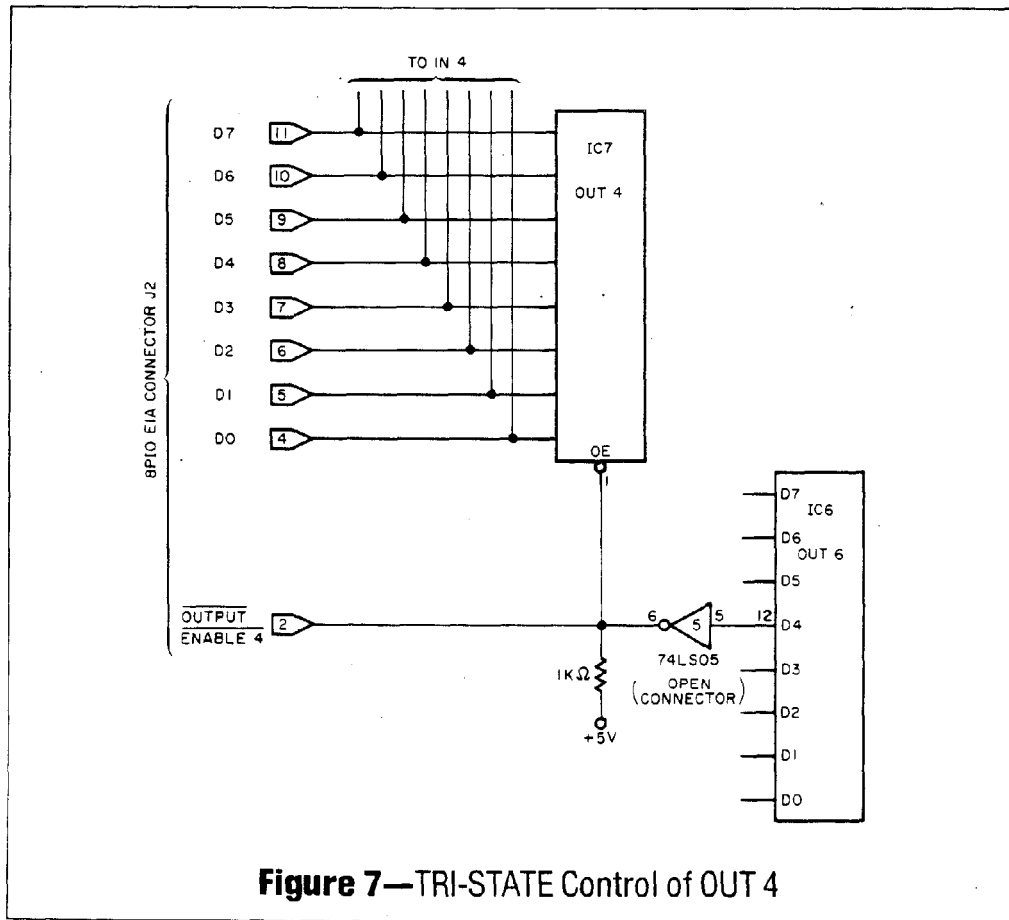 TO IN 4
8PIO EIA CONNECTOR J2
D7 11
D6 10
D5 9
D4 8
D3 7
D2 6
D1 5
D0 4
IC7
OUT 4
OE
1
OUTPUT
ENABLE 4
2
6 5 5 12
74LS05
(OPEN
CONNECTOR)
1KΩ
+5V
IC6
OUT 6
D7
D6
D5
D4
D3
D2
D1
D0
Figure 7—TRI-STATE Control of OUT 4